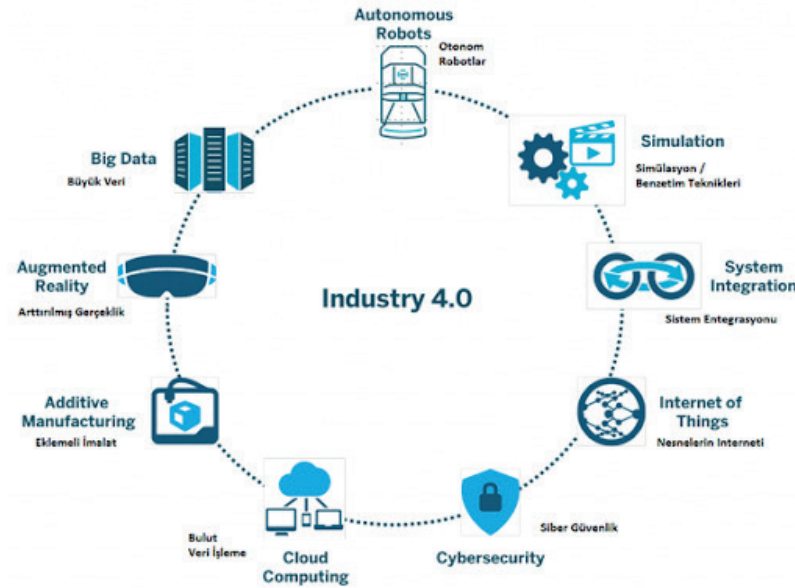 Autonomous
Robots
Otonom
Robotlar
Simulation
Simülasyon /
Benzetim Teknikleri
System
Integration
Sistem Entegrasyonu
Internet of
Things
Nesnelerin Interneti
Cybersecurity
Siber Güvenlik
Cloud
Computing
Bulut
Veri İşleme
Additive
Manufacturing
Eklemeli İmalat
Augmented
Reality
Arttırılmış Gerçeklik
Big Data
Büyük Veri
Industry 4.0